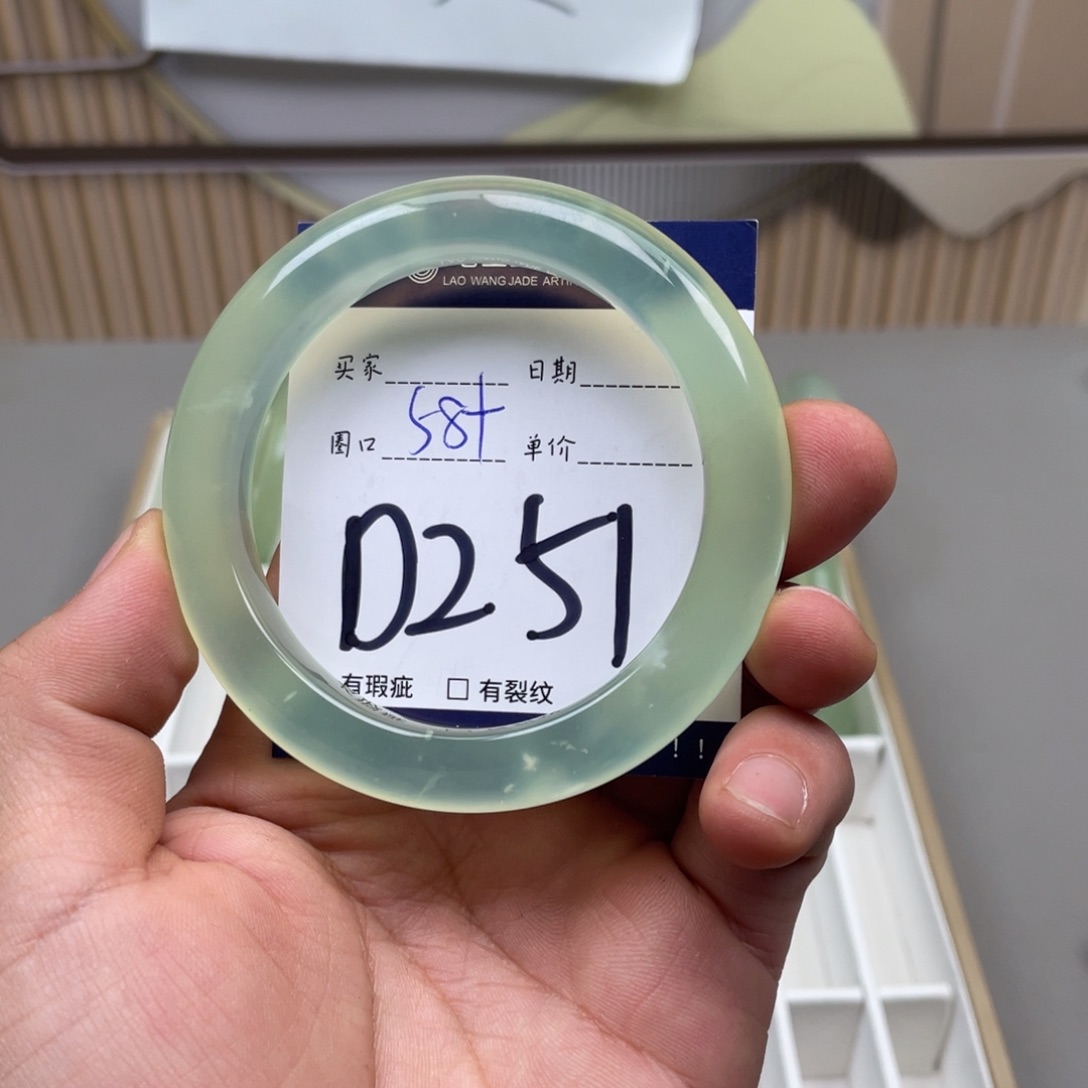 LAO WANG JADE
买家 日期
圈口 58+ 单价
D251
有瑕疵 □ 有裂纹
!!